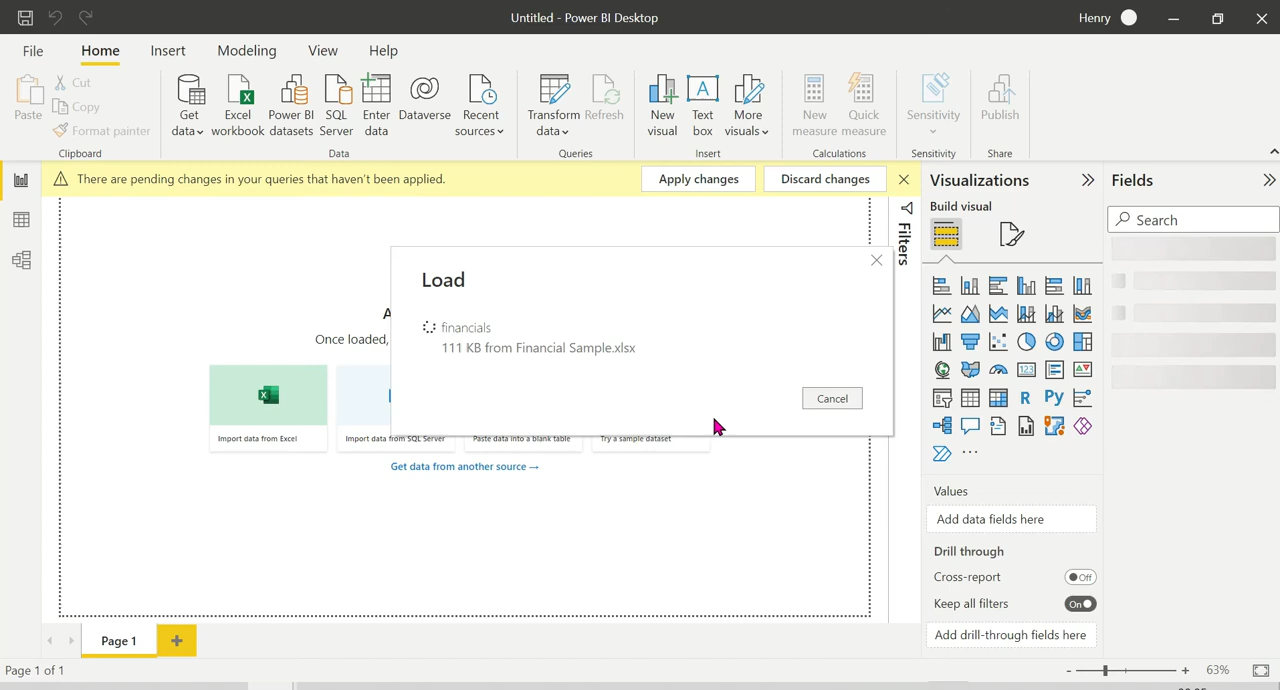 Untitled - Power BI Desktop
Henry
File Home Insert Modeling View Help
Paste
Cut
Copy
Format painter
Clipboard
Get data
Excel workbook
Power BI datasets
SQL Server
Enter data
Dataverse
Recent sources
Data
Transform data
Refresh
Queries
New visual
Text box
More visuals
Insert
New measure
Quick measure
Calculations
Sensitivity
Sensitivity
Publish
Share
There are pending changes in your queries that haven't been applied.
Apply changes
Discard changes
Filters
Load
financials
111 KB from Financial Sample.xlsx
Cancel
A
Once loaded,
Import data from Excel
Import data from SQL Server
Paste data into a blank table
Try a sample dataset
Get data from another source →
Visualizations
Build visual
123
R
Py
Values
Add data fields here
Drill through
Cross-report
Off
Keep all filters
On
Add drill-through fields here
Fields
Search
Page 1
Page 1 of 1
- + 63%